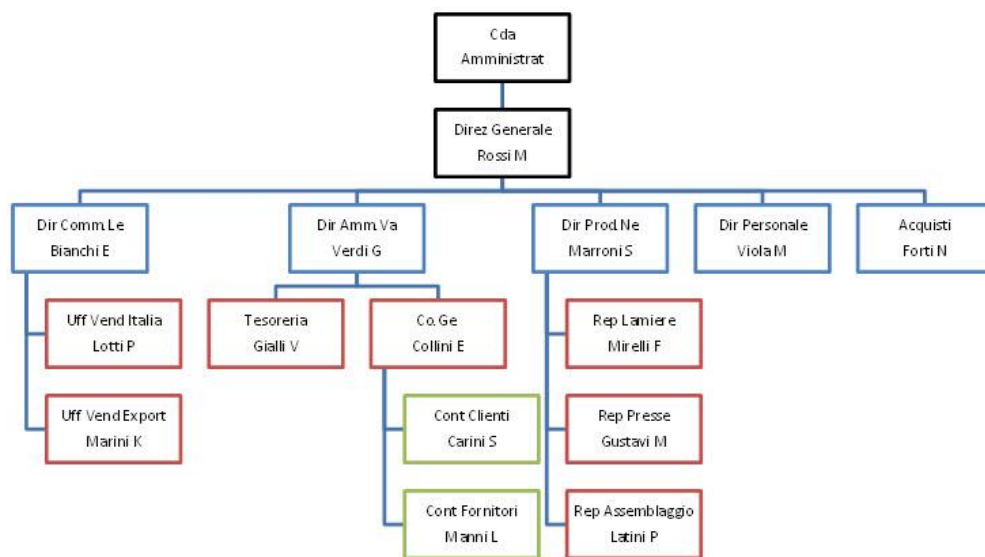 Cda
Amministrat
Direz Generale
Rossi M
Dir Comm.Le
Bianchi E
Dir Amm.Va
Verdi G
Dir Prod.Ne
Marroni S
Dir Personale
Viola M
Acquisti
Forti N
Uff Vend Italia
Lotti P
Tesoreria
Gialli V
Co.Ge
Collini E
Rep Lamiere
Mirelli F
Uff Vend Export
Marini K
Cont Clienti
Carini S
Rep Presse
Gustavi M
Cont Fornitori
Manni L
Rep Assemblaggio
Latini P